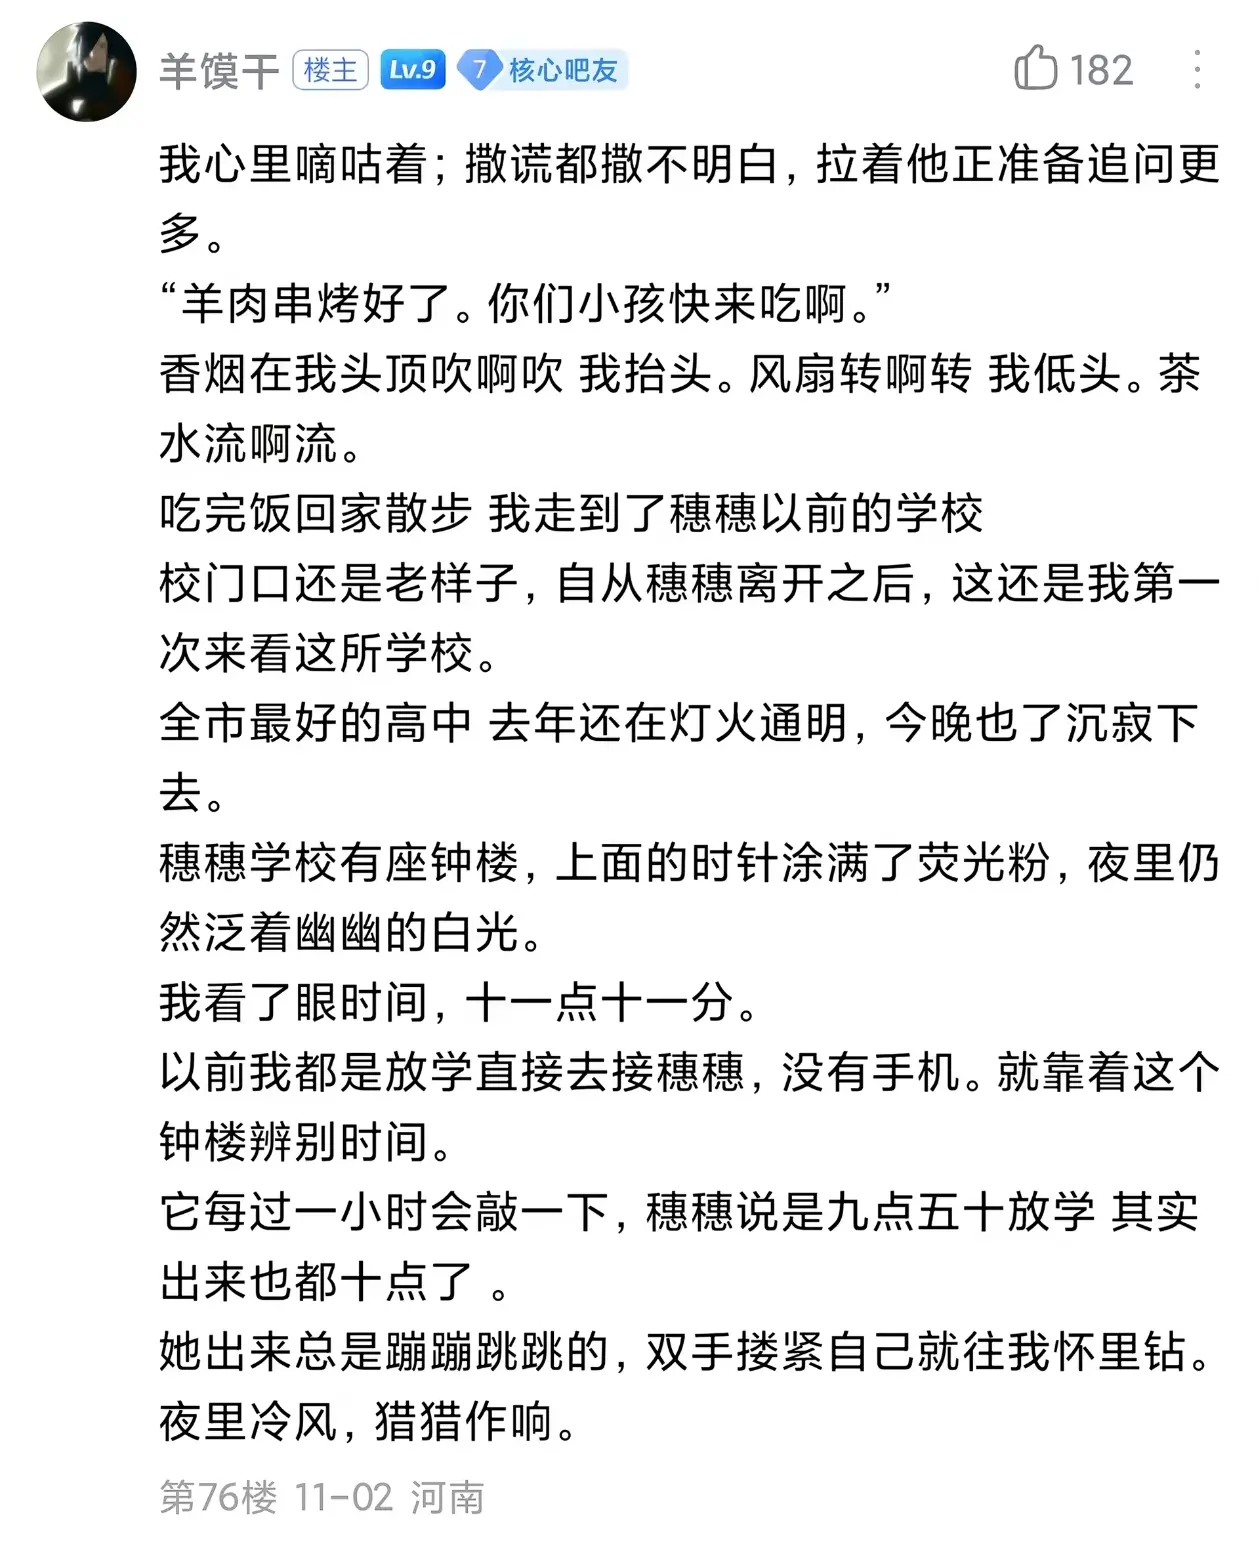 羊馍干 楼主 Lv.9 7 核心吧友 182
我心里嘀咕着；撒谎都撒不明白，拉着他正准备追问更
多。
“羊肉串烤好了。你们小孩快来吃啊。”
香烟在我头顶吹啊吹 我抬头。风扇转啊转 我低头。茶
水流啊流。
吃完饭回家散步 我走到了穗穗以前的学校
校门口还是老样子，自从穗穗离开之后，这还是我第一
次来看这所学校。
全市最好的高中 去年还在灯火通明，今晚也了沉寂下
去。
穗穗学校有座钟楼，上面的时针涂满了荧光粉，夜里仍
然泛着幽幽的白光。
我看了眼时间，十一点十一分。
以前我都是放学直接去接穗穗，没有手机。就靠着这个
钟楼辨别时间。
它每过一小时会敲一下，穗穗说是九点五十放学 其实
出来也都十点了 。
她出来总是蹦蹦跳跳的，双手搂紧自己就往我怀里钻。
夜里冷风，猎猎作响。
第76楼 11-02 河南